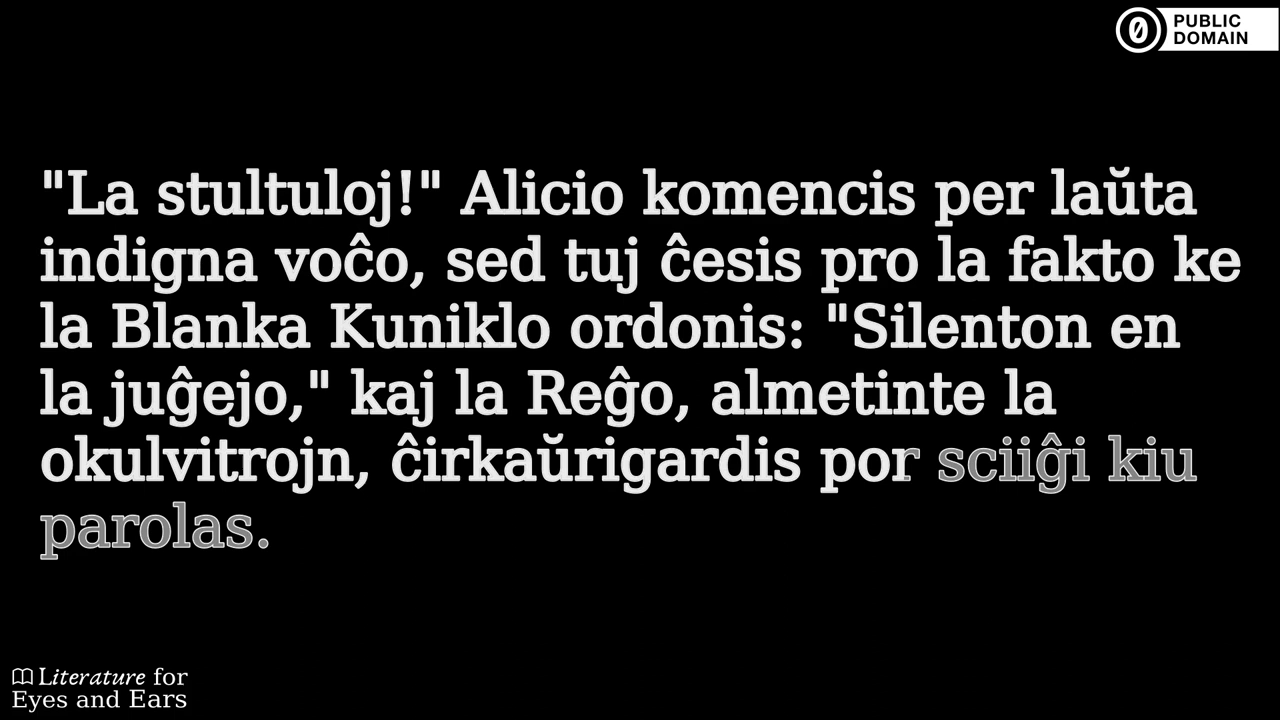 PUBLIC
DOMAIN
"La stultuloj!" Alicio komencis per laŭta
indigna voĉo, sed tuj ĉesis pro la fakto ke
la Blanka Kuniklo ordonis: "Silenton en
la juĝejo," kaj la Reĝo, almetinte la
okulvitrojn, ĉirkaŭrigardis por sciiĝi kiu
parolas.
Literature for
Eyes and Ears